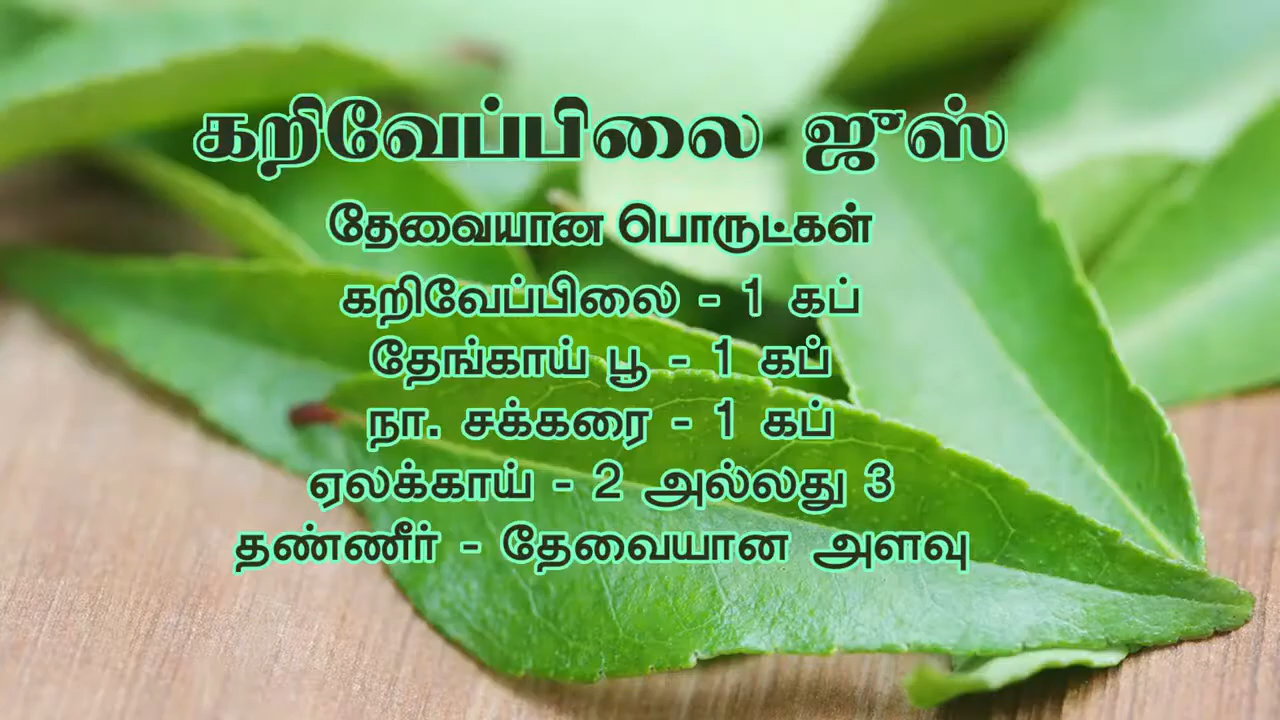 கறிவேப்பிலை ஜுஸ்
தேவையான பொருட்கள்
கறிவேப்பிலை - 1 கப்
தேங்காய் பூ - 1 கப்
நா. சக்கரை - 1 கப்
ஏலக்காய் - 2 அல்லது 3
தண்ணீர் - தேவையான அளவு